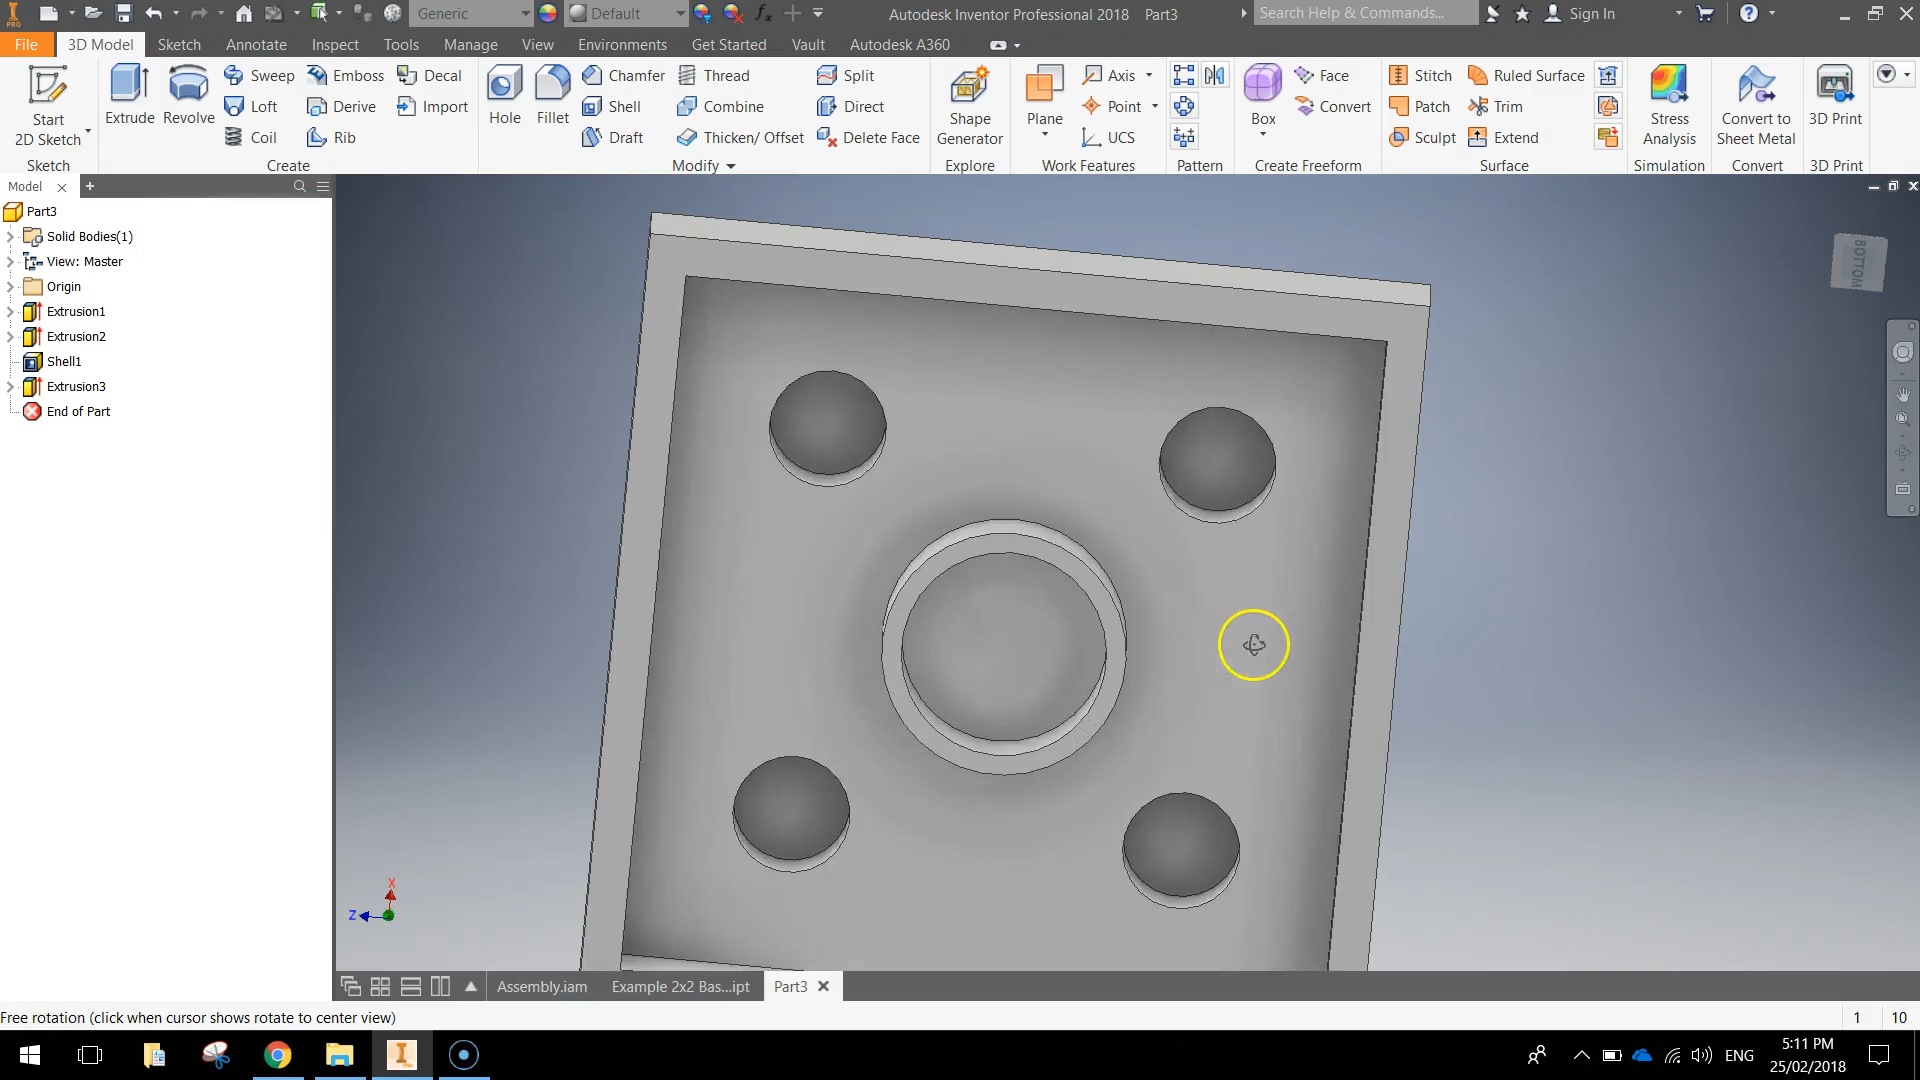 Generic
Default
Autodesk Inventor Professional 2018 Part3
Search Help & Commands...
Sign In
PRO
File 3D Model Sketch Annotate Inspect Tools Manage View Environments Get Started Vault Autodesk A360
Start
2D Sketch
Sketch
Extrude
Revolve
Sweep
Loft
Coil
Emboss
Derive
Rib
Decal
Import
Create
Hole
Fillet
Chamfer
Shell
Draft
Thread
Combine
Thicken/ Offset
Split
Direct
Delete Face
Modify
Shape
Generator
Explore
Plane
Axis
Point
UCS
Work Features
Pattern
Box
Face
Convert
Create Freeform
Stitch
Patch
Sculpt
Ruled Surface
Trim
Extend
Surface
Stress
Analysis
Simulation
Convert to
Sheet Metal
Convert
3D Print
3D Print
Model
Part3
Solid Bodies(1)
View: Master
Origin
Extrusion1
Extrusion2
Shell1
Extrusion3
End of Part
BOTTOM
X
Z
Assembly.iam Example 2x2 Bas...ipt Part3
Free rotation (click when cursor shows rotate to center view)
1 10
ENG
5:11 PM
25/02/2018